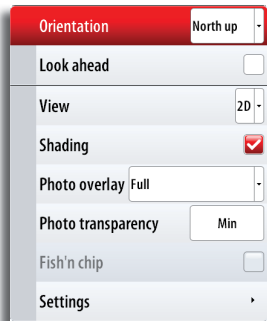 Orientation North up
Look ahead
View 2D
Shading
Photo overlay Full
Photo transparency Min
Fish'n chip
Settings